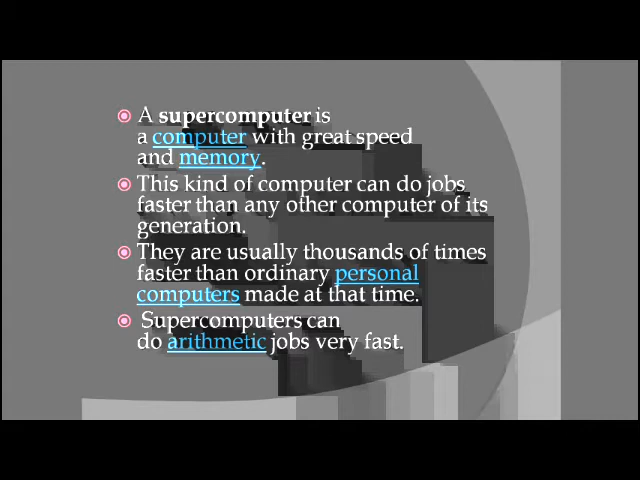 A supercomputer is
a computer with great speed
and memory.
This kind of computer can do jobs
faster than any other computer of its
generation.
They are usually thousands of times
faster than ordinary personal
computers made at that time.
Supercomputers can
do arithmetic jobs very fast.